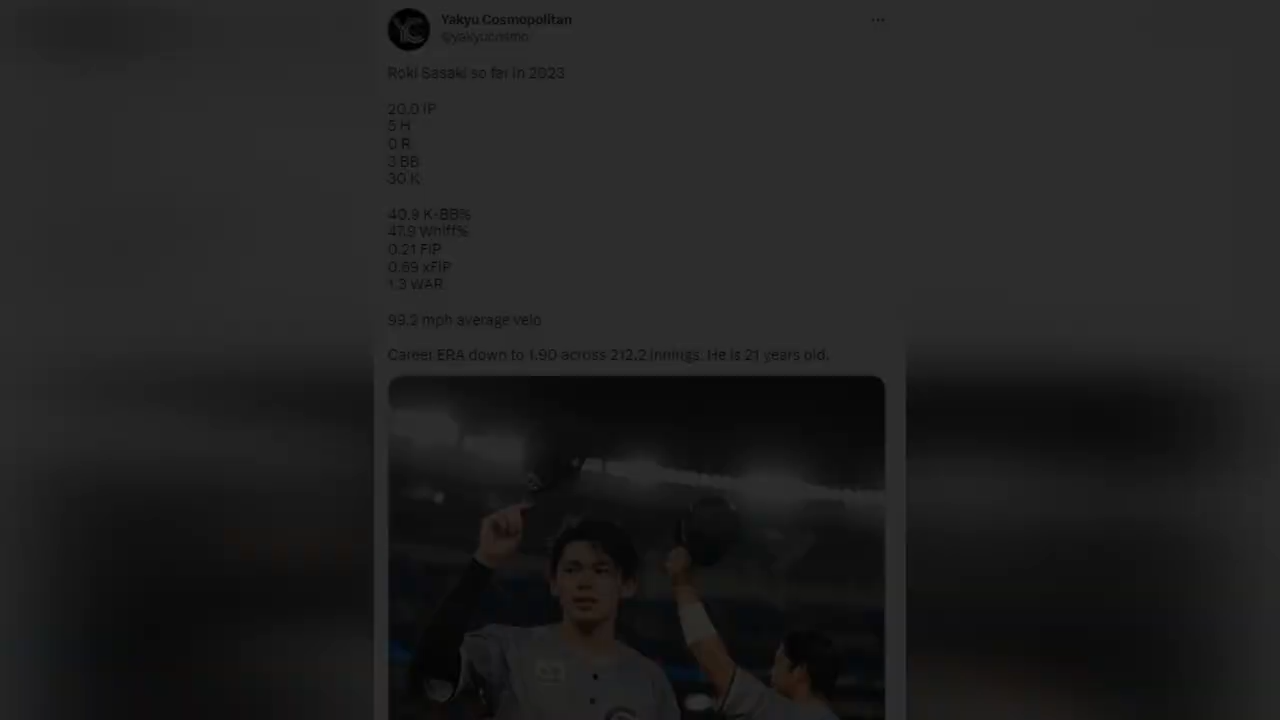 Yakyu Cosmopolitan
@yakyucosmo
Roki Sasaki so far in 2023
20.0 IP
5 H
0 R
3 BB
30 K
40.9 K-BB%
47.9 Whiff%
0.21 FIP
0.69 xFIP
1.3 WAR
99.2 mph average velo
Career ERA down to 1.90 across 212.2 innings. He is 21 years old.